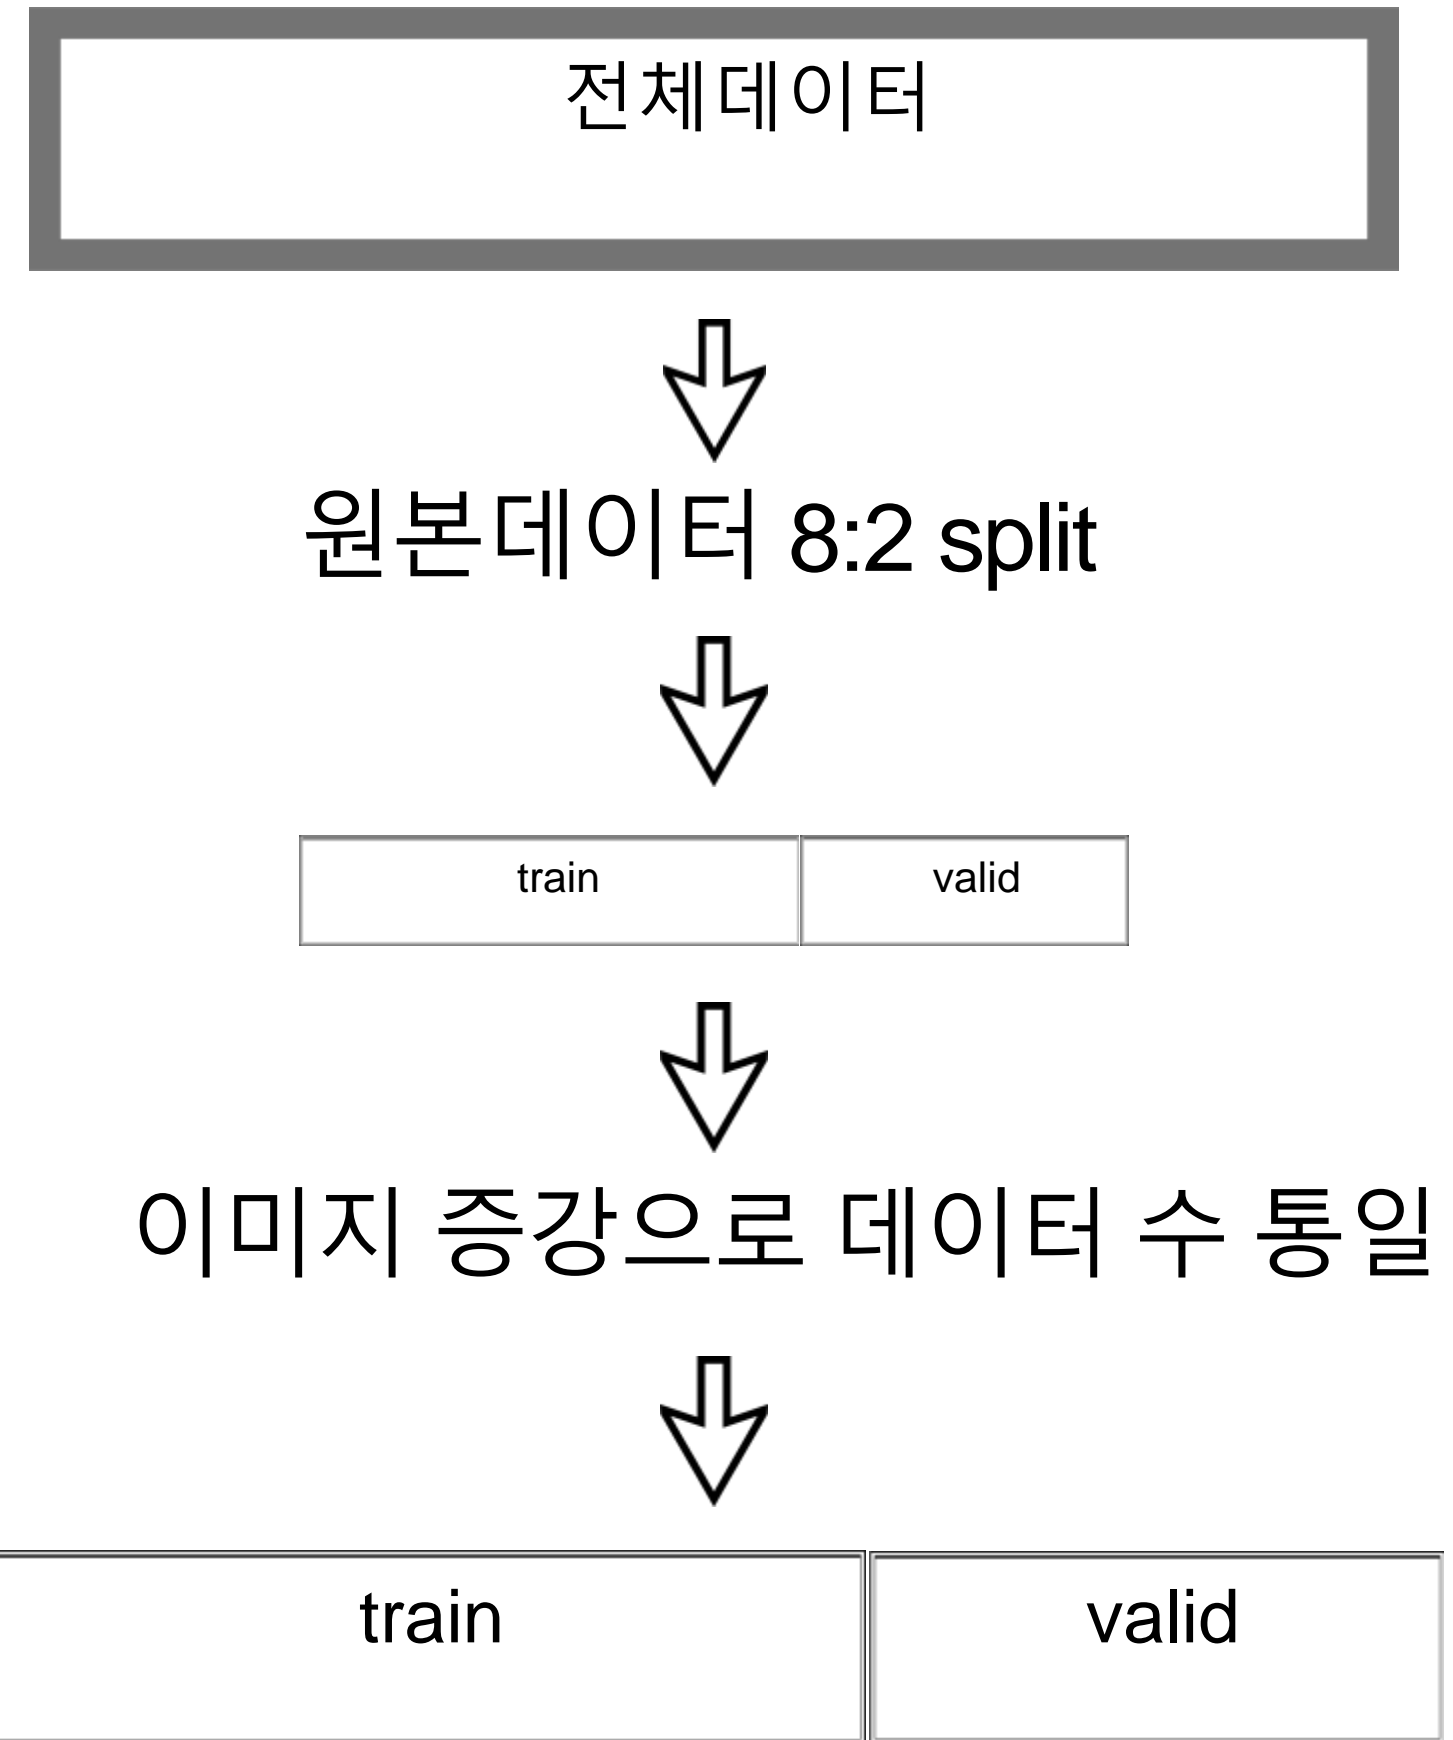 전체데이터
원본데이터 8:2 split
train valid
이미지 증강으로 데이터 수 통일
train valid